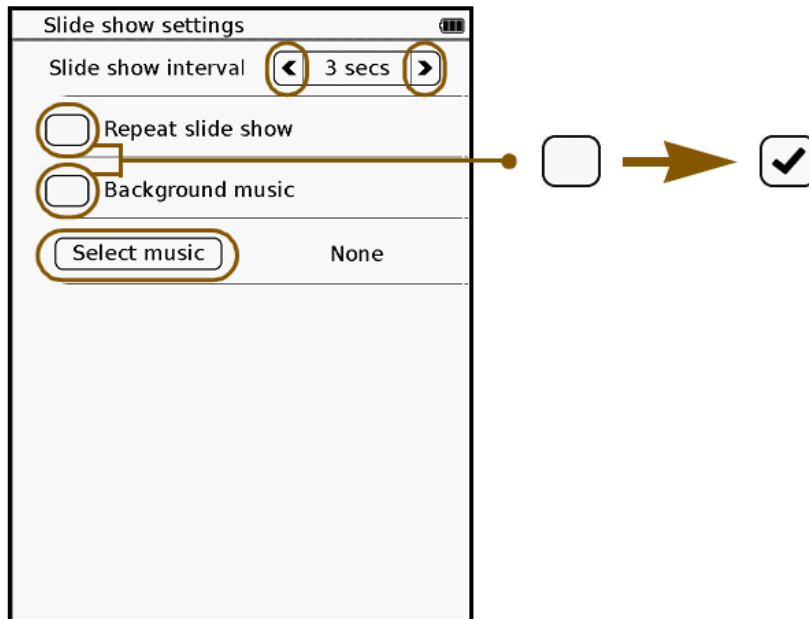 Slide show settings
Slide show interval < 3 secs >
Repeat slide show
Background music
Select music None